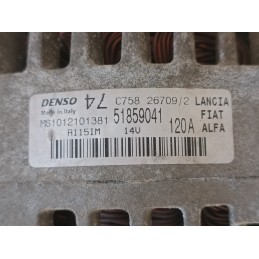 DENSO 74 C758 26709/2 LANCIA
Made in Italy
MS1012101381 51859041 FIAT
A115IM 14V 120A ALFA